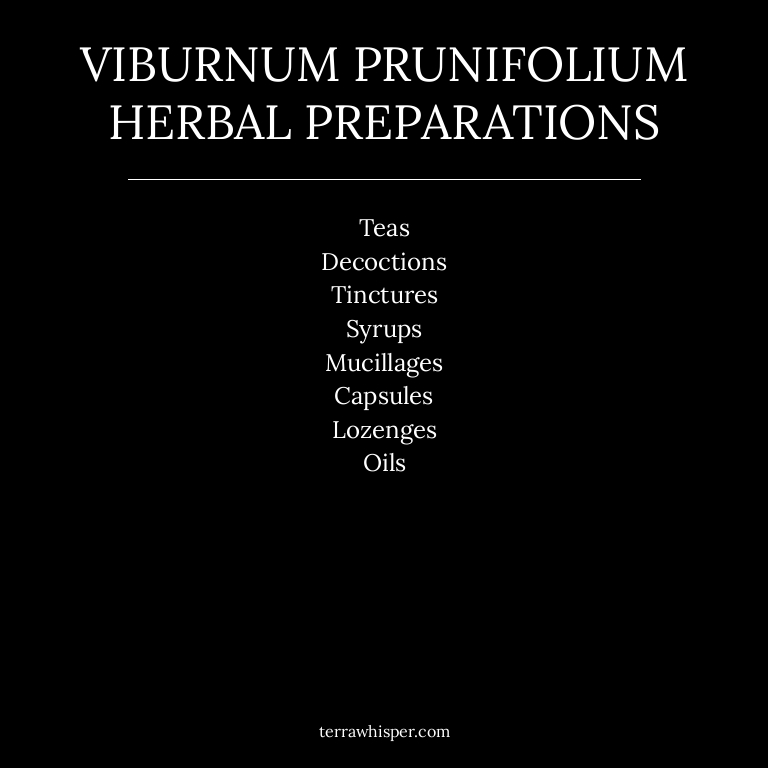 VIBURNUM PRUNIFOLIUM
HERBAL PREPARATIONS
Teas
Decoctions
Tinctures
Syrups
Mucillages
Capsules
Lozenges
Oils
terrawhisper.com